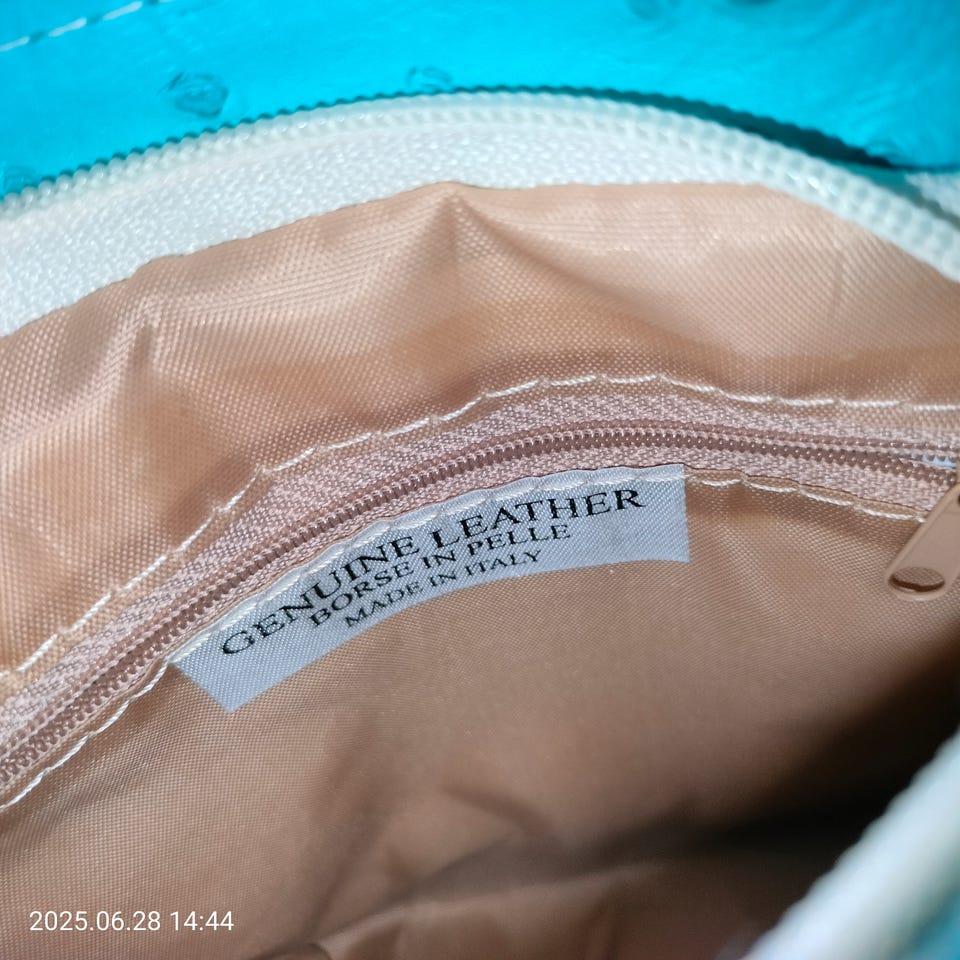 GENUINE LEATHER
BORSE IN PELLE
MADE IN ITALY
2025.06.28 14:44